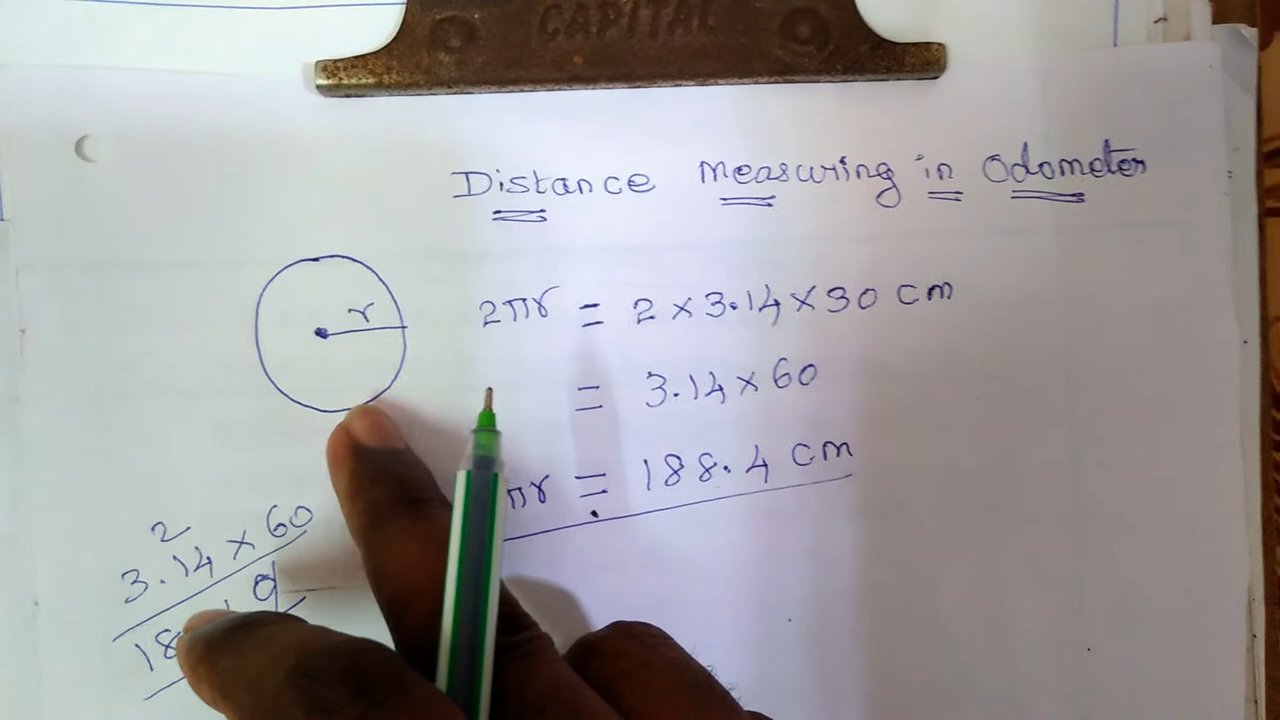 CAPITAL
Distance measuring in Odometer
r
2πr = 2 × 3.14 × 30 cm
= 3.14 × 60
πr = 188.4 cm
2
3.14 × 60